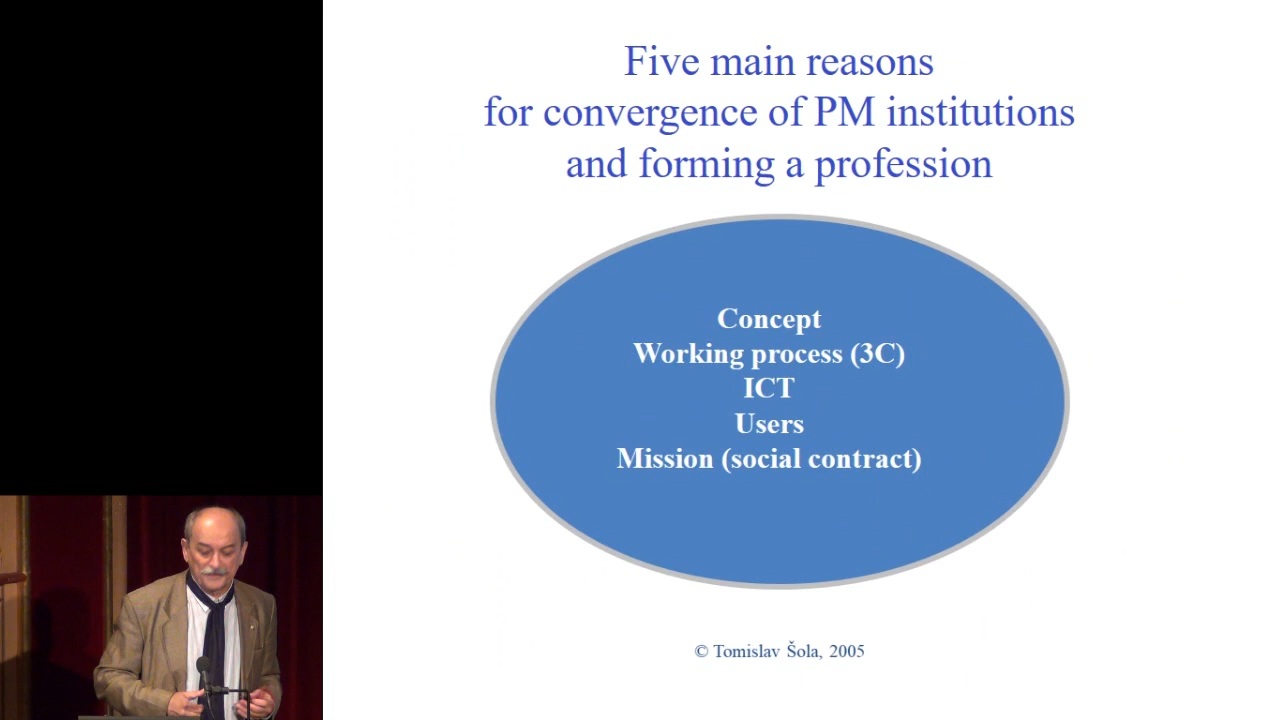 Five main reasons
for convergence of PM institutions
and forming a profession
Concept
Working process (3C)
ICT
Users
Mission (social contract)
© Tomislav Šola, 2005